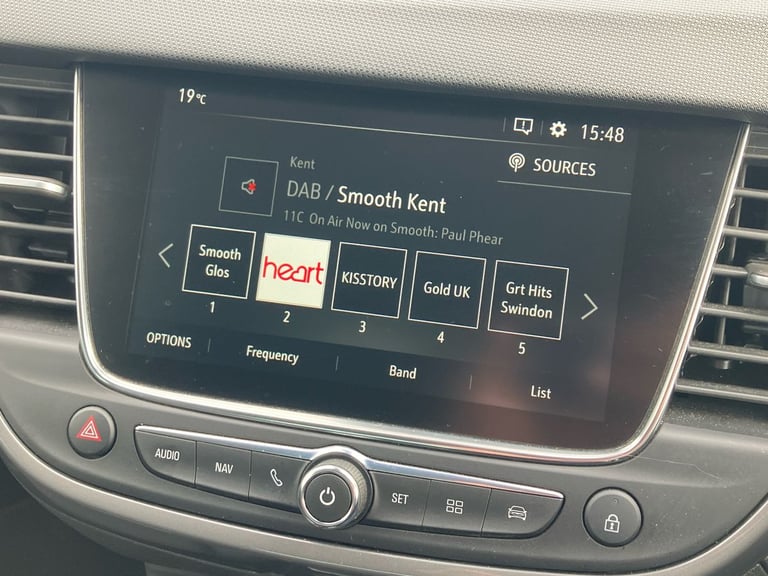 19°C
15:48
SOURCES
Kent
DAB / Smooth Kent
11C On Air Now on Smooth: Paul Phear
Smooth
Glos
heart
KISSTORY
Gold UK
Grt Hits
Swindon
1
2
3
4
5
OPTIONS
Frequency
Band
List
AUDIO
NAV
SET